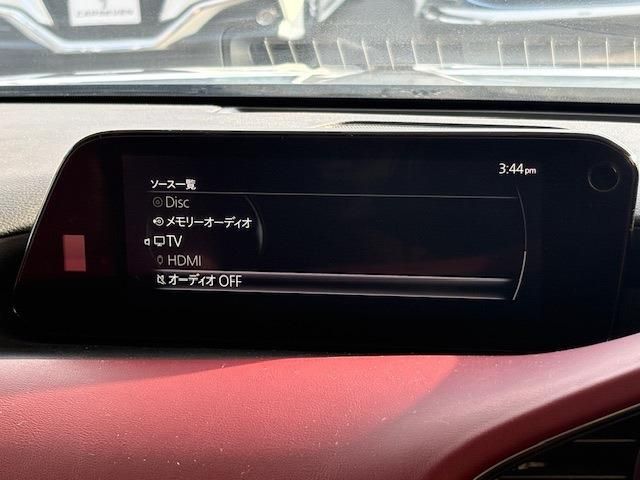 3:44pm
ソース一覧
Disc
メモリーオーディオ
TV
HDMI
オーディオ OFF